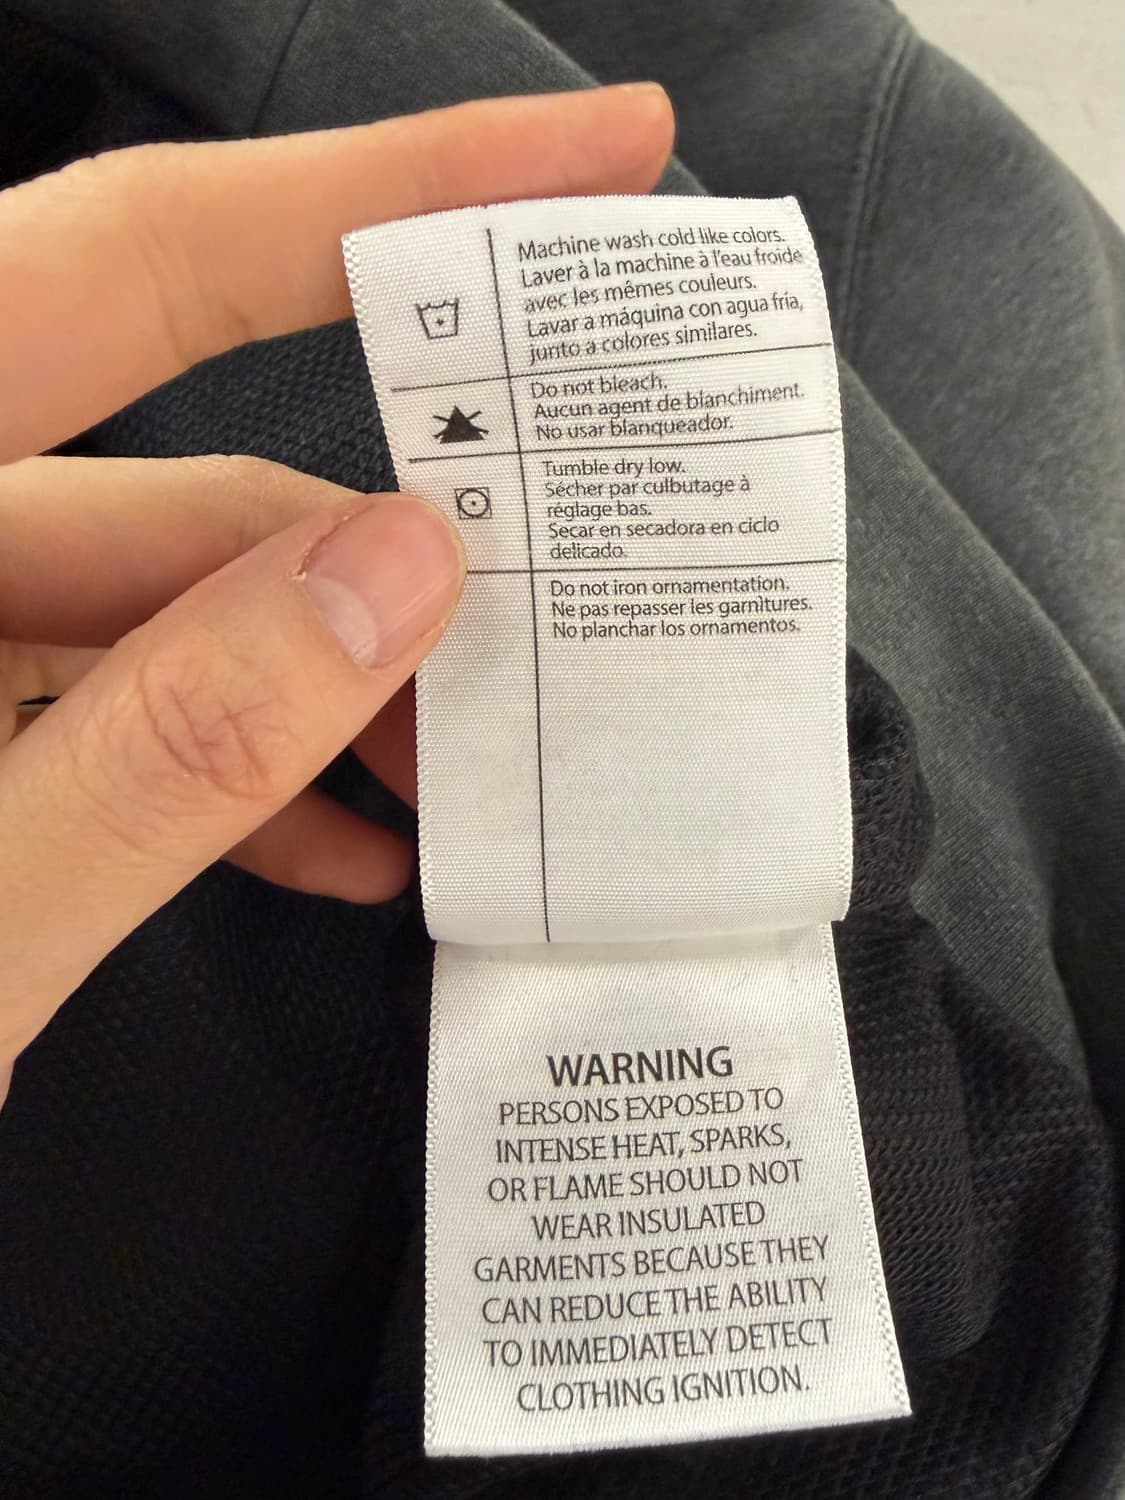 Machine wash cold like colors.
Laver à la machine à l'eau froide
avec les mêmes couleurs.
Lavar a máquina con agua fría,
junto a colores similares.
Do not bleach.
Aucun agent de blanchiment.
No usar blanqueador.
Tumble dry low.
Sécher par culbutage à
réglage bas.
Secar en secadora en ciclo
delicado.
Do not iron ornamentation.
Ne pas repasser les garnitures.
No planchar los ornamentos.
WARNING
PERSONS EXPOSED TO
INTENSE HEAT, SPARKS,
OR FLAME SHOULD NOT
WEAR INSULATED
GARMENTS BECAUSE THEY
CAN REDUCE THE ABILITY
TO IMMEDIATELY DETECT
CLOTHING IGNITION.